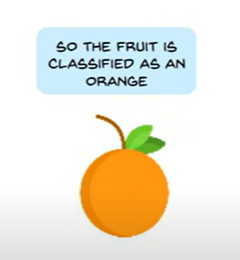 SO THE FRUIT IS
CLASSIFIED AS AN
ORANGE